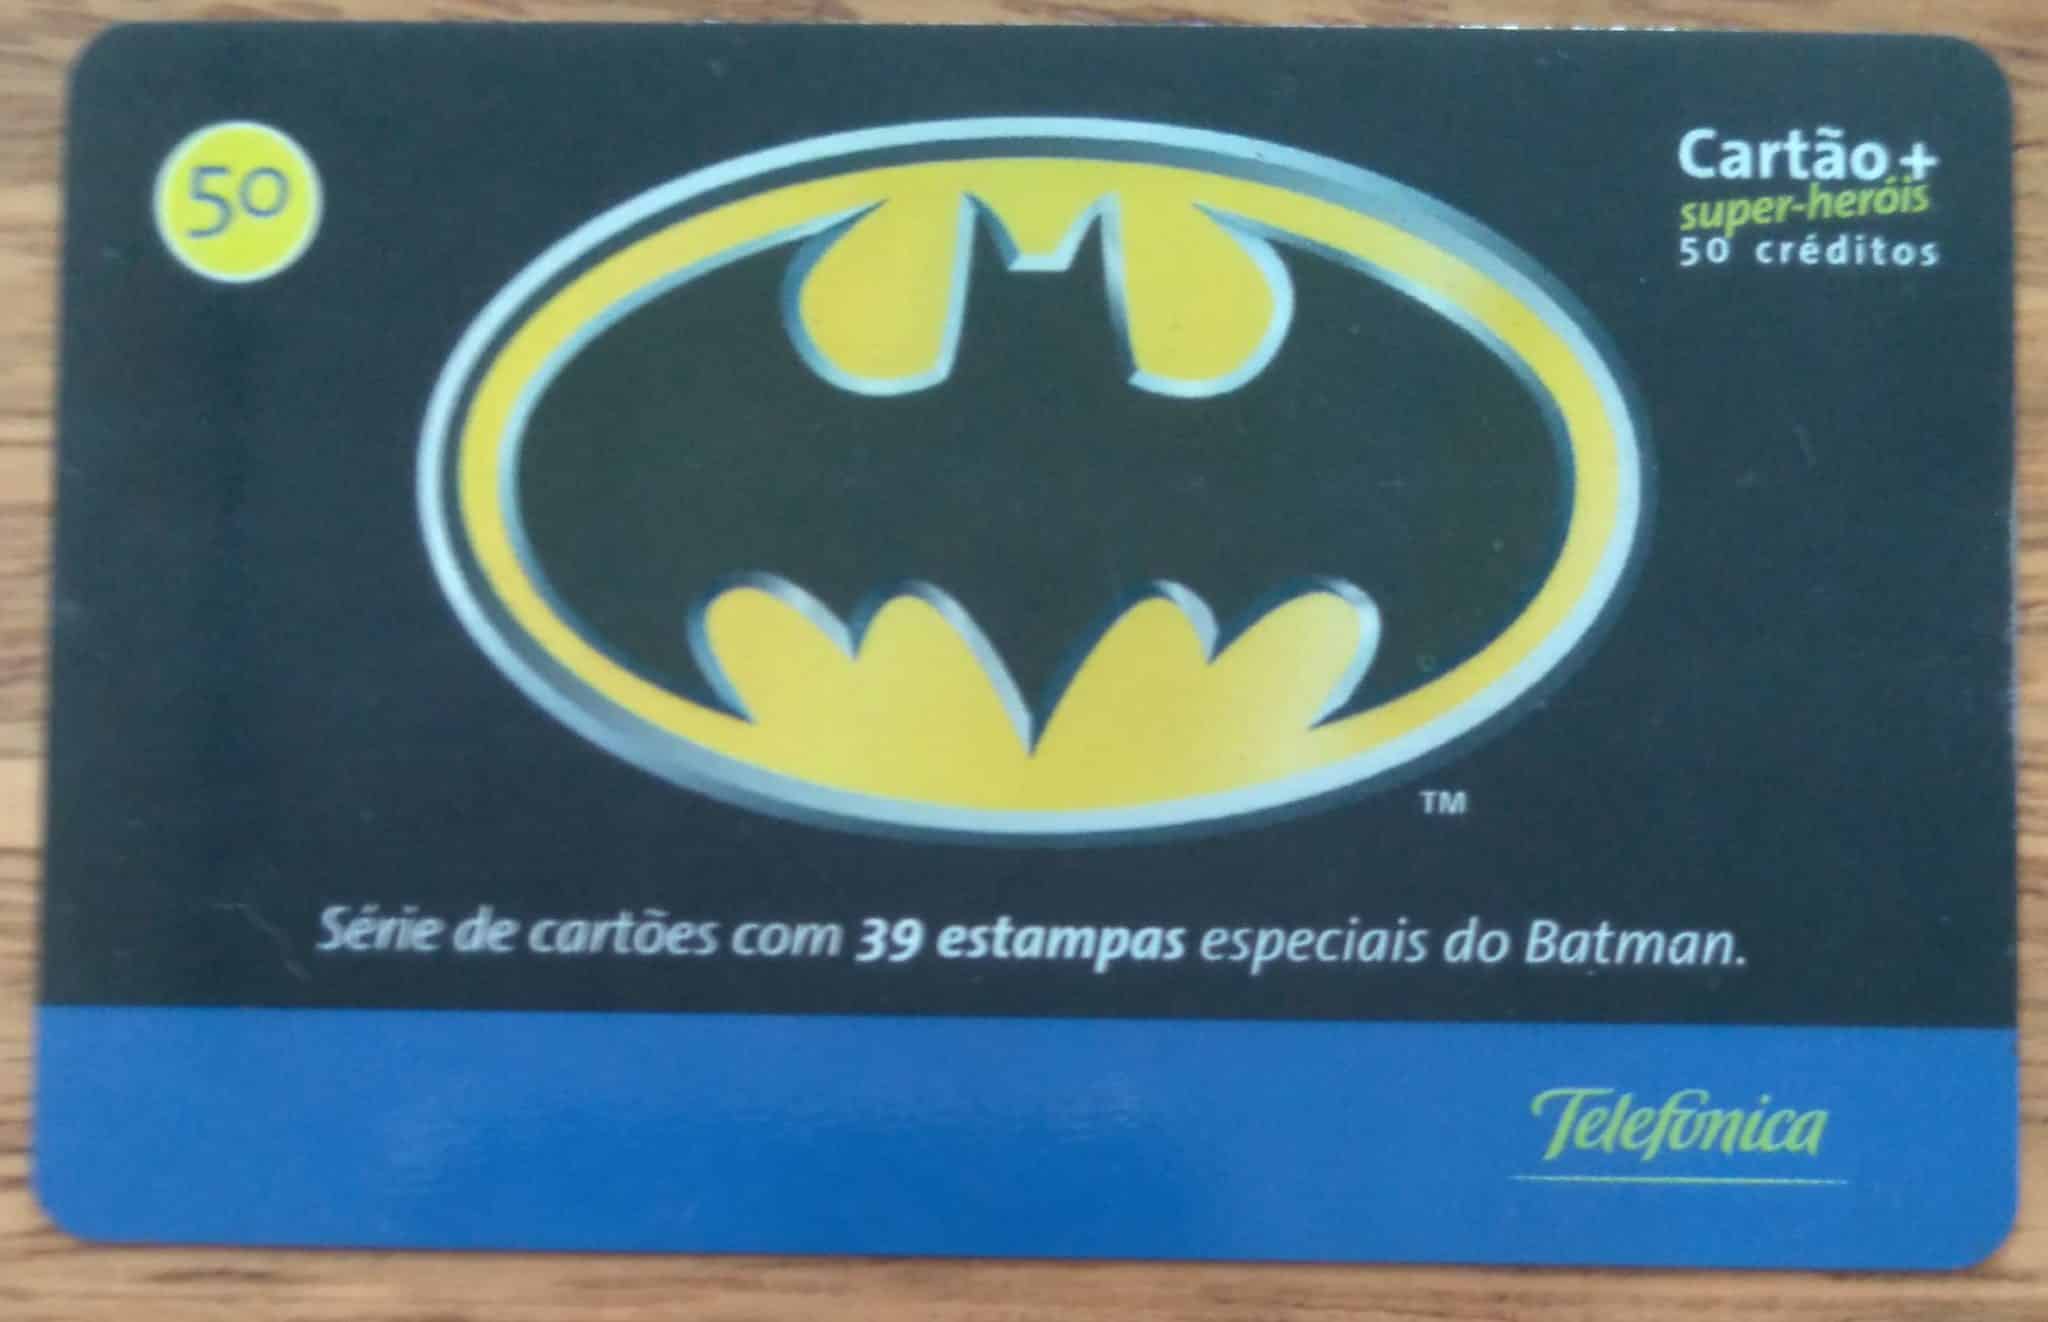 50
Cartão+
super-heróis
50 créditos
TM
Série de cartões com 39 estampas especiais do Batman.
Telefónica